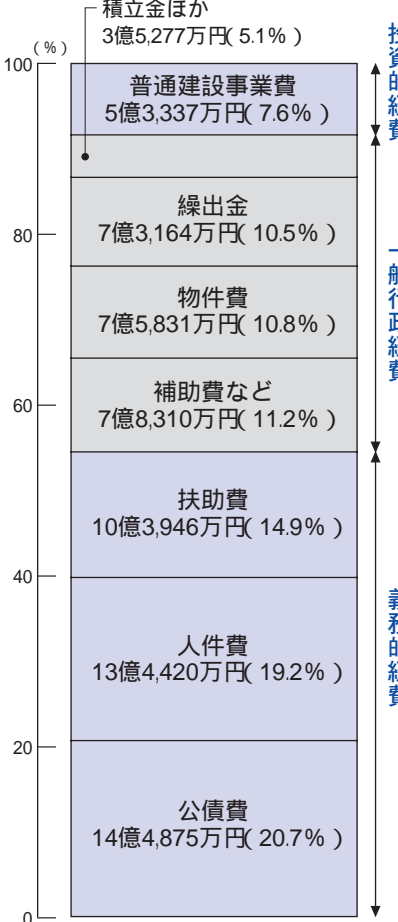 積立金ほか
3億5,277万円( 5.1% )
(%)
100
普通建設事業費
5億3,337万円( 7.6% )
投資的経費
80
繰出金
7億3,164万円( 10.5% )
物件費
7億5,831万円( 10.8% )
一般行政経費
60
補助費など
7億8,310万円( 11.2% )
扶助費
10億3,946万円( 14.9% )
40
人件費
13億4,420万円( 19.2% )
義務的経費
20
公債費
14億4,875万円( 20.7% )
0